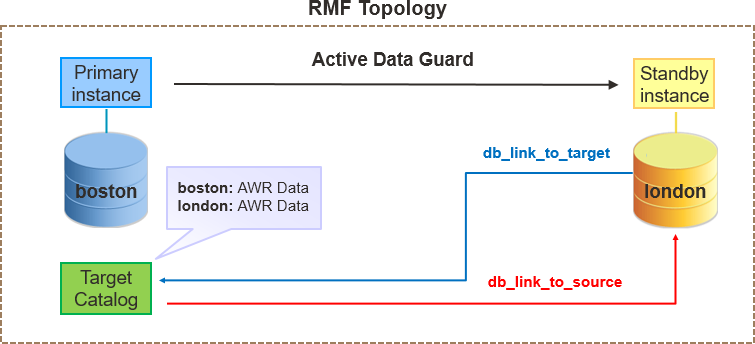 RMF Topology
Active Data Guard
Primary
instance
Standby
instance
boston
db_link_to_target
london
boston: AWR Data
london: AWR Data
Target
Catalog
db_link_to_source